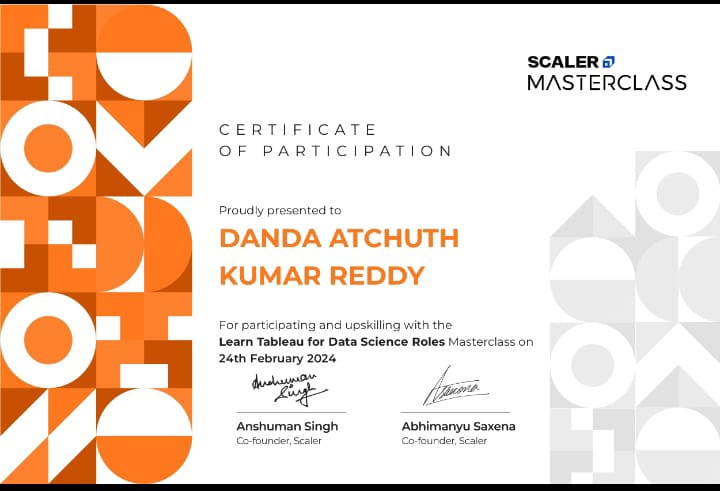 SCALER
MASTERCLASS
CERTIFICATE
OF PARTICIPATION
Proudly presented to
DANDA ATCHUTH
KUMAR REDDY
For participating and upskilling with the
Learn Tableau for Data Science Roles Masterclass on
24th February 2024
Anshuman
Singh
Anshuman Singh
Co-founder, Scaler
Abhimanyu Saxena
Co-founder, Scaler